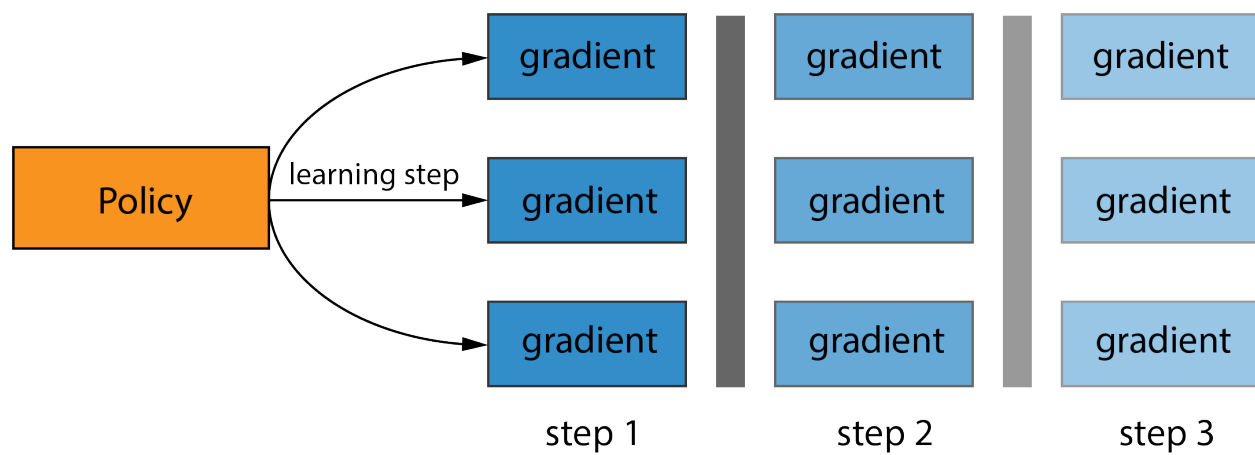 gradient gradient gradient
learning step
Policy gradient gradient gradient
gradient gradient gradient
step 1 step 2 step 3